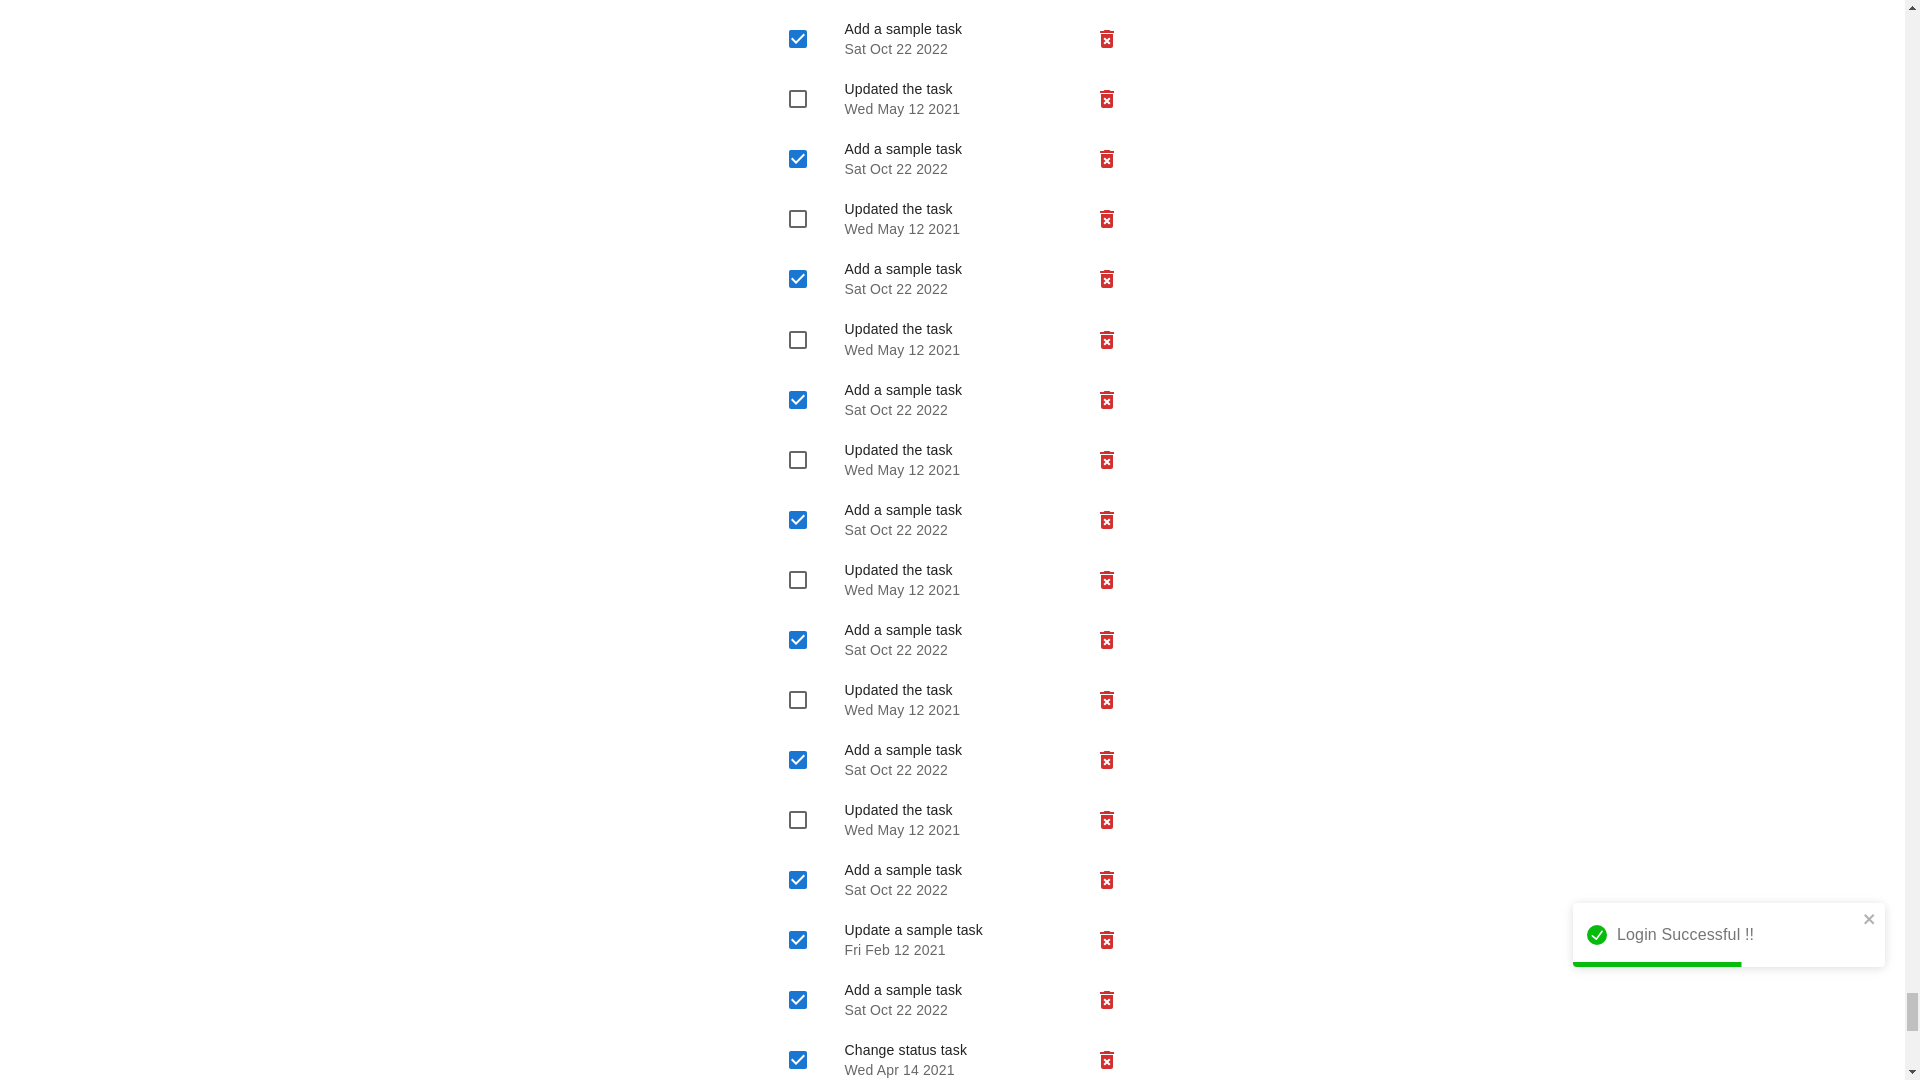 Add a sample task
Sat Oct 22 2022
Updated the task
Wed May 12 2021
Add a sample task
Sat Oct 22 2022
Updated the task
Wed May 12 2021
Add a sample task
Sat Oct 22 2022
Updated the task
Wed May 12 2021
Add a sample task
Sat Oct 22 2022
Updated the task
Wed May 12 2021
Add a sample task
Sat Oct 22 2022
Updated the task
Wed May 12 2021
Add a sample task
Sat Oct 22 2022
Updated the task
Wed May 12 2021
Add a sample task
Sat Oct 22 2022
Updated the task
Wed May 12 2021
Add a sample task
Sat Oct 22 2022
Update a sample task
Fri Feb 12 2021
Add a sample task
Sat Oct 22 2022
Change status task
Wed Apr 14 2021
Login Successful !!